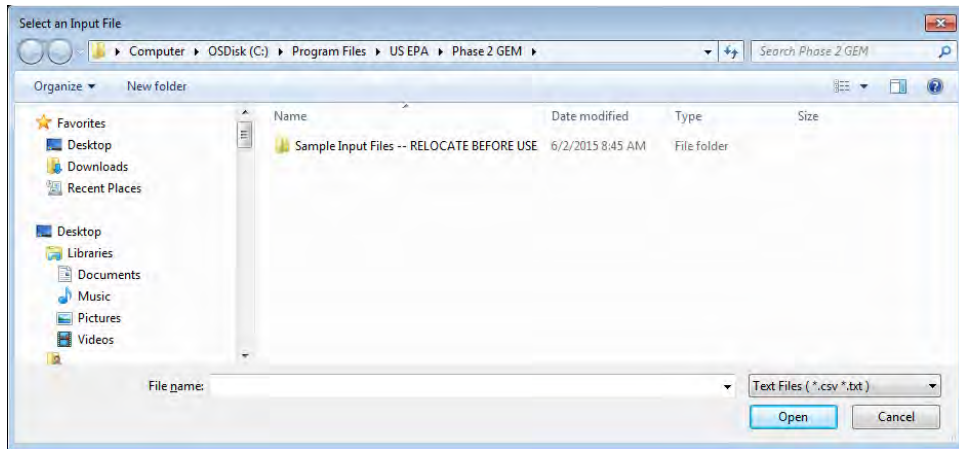 Select an Input File
Computer OSDisk (C:) Program Files US EPA Phase 2 GEM
Search Phase 2 GEM
Organize New folder
Name Date modified Type Size
Sample Input Files -- RELOCATE BEFORE USE 6/2/2015 8:45 AM File folder
Favorites
Desktop
Downloads
Recent Places
Desktop
Libraries
Documents
Music
Pictures
Videos
File name: Text Files ( *.csv *.txt )
Open Cancel